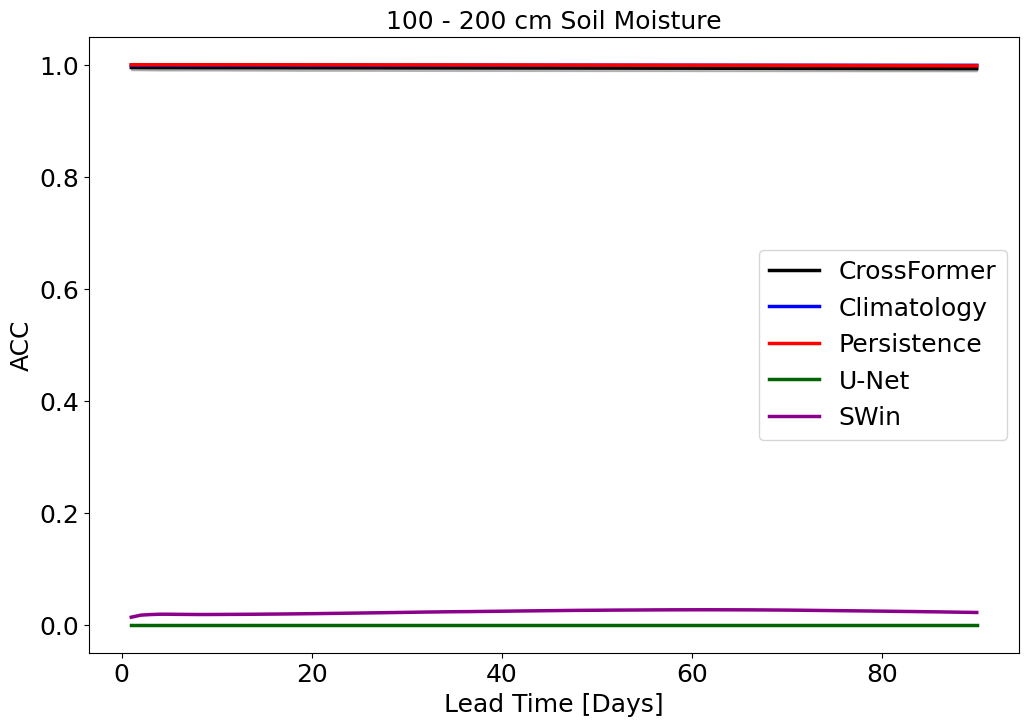 100 - 200 cm Soil Moisture
ACC
1.0
0.8
0.6
0.4
0.2
0.0
CrossFormer
Climatology
Persistence
U-Net
SWin
0 20 40 60 80
Lead Time [Days]